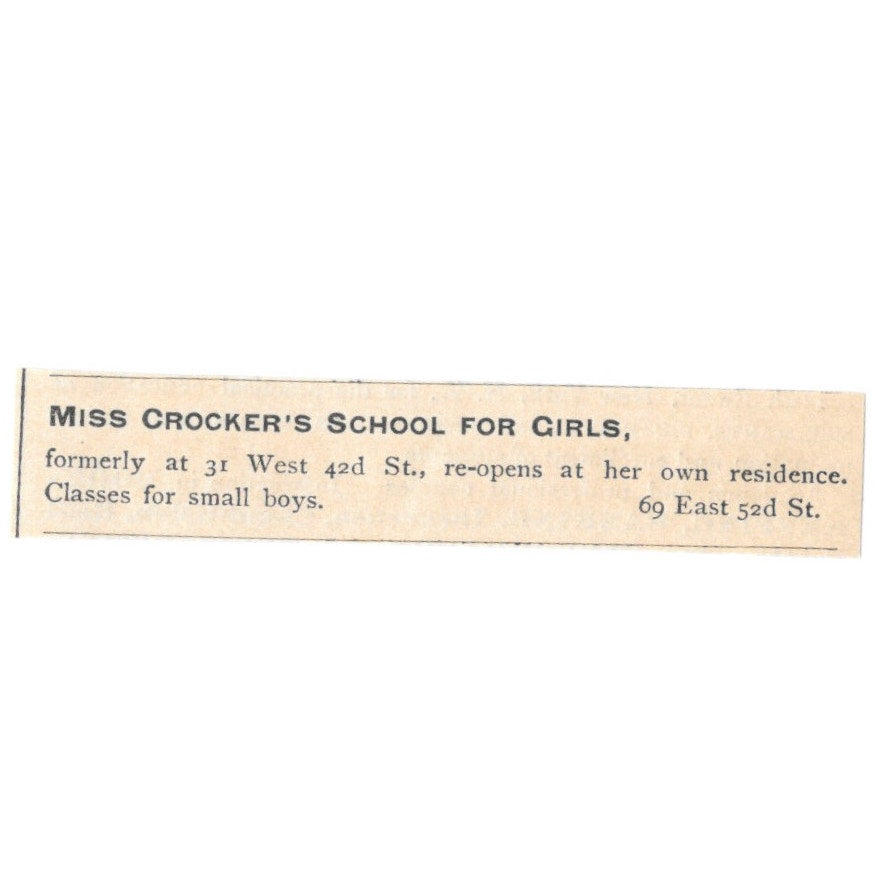 MISS CROCKER'S SCHOOL FOR GIRLS,
formerly at 31 West 42d St., re-opens at her own residence.
Classes for small boys. 69 East 52d St.